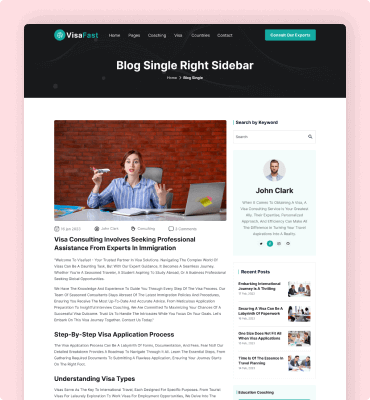 VisaFast
Home Pages Coaching Visa Countries Contact
Consult Our Experts
Blog Single Right Sidebar
Home Blog Single
19 Jan 2023 John Clark Consulting 3 Comments
Visa Consulting Involves Seeking Professional
Assistance From Experts in Immigration
"Welcome To Visafast - Your Trusted Partner In Visa Solutions. Navigating The Complex World Of
Visas Can Be A Daunting Task, But With Our Expert Guidance, It Becomes A Seamless Journey.
Whether You're A Seasoned Traveler, A Student Aspiring To Study Abroad, Or A Business Professional
Seeking Global Opportunities.
We Have The Knowledge And Experience To Guide You Through Every Step Of The Visa Process. Our
Team Of Seasoned Consultants Stays Abreast Of The Latest Immigration Policies And Procedures,
Ensuring You Receive The Most Up-To-Date And Accurate Advice. From Meticulous Application
Preparation To Insightful Interview Coaching, We Are Committed To Maximizing Your Chances Of A
Successful Visa Outcome. Trust Us To Handle The Intricacies While You Focus On Your Goals. Let's
Embark On This Visa Journey Together. Contact Us Today!"
Step-By-Step Visa Application Process
The Visa Application Process Can Be A Labyrinth Of Forms, Documentation, And Fees. Fear Not! Our
Detailed Breakdown Provides A Roadmap To Navigate Through It All. Learn The Essential Steps, From
Gathering Required Documents To Submitting A Flawless Application, Ensuring Your Journey Starts
On The Right Foot.
Understanding Visa Types
Visas Serve As The Key To International Travel, Each Designed For Specific Purposes. From Tourist
Visas For Leisurely Exploration To Work Visas For Employment Opportunities, We Delve Into The
Search by Keyword
Search
John Clark
When It Comes To Obtaining A Visa, A
Visa Consulting Service Is Your Greatest
Ally. Their Expertise, Personalized
Approach, And Efficiency Can Make All
The Difference In Turning Your Travel
Aspirations Into A Reality.
Recent Posts
Embarking International
Journey Is A Thrilling
Securing A Visa Can Be A
Labyrinth Of Paperwork
One Size Does Not Fit All
When Visa Applications
Time Is Of The Essence In
Travel Planning
Education Coaching